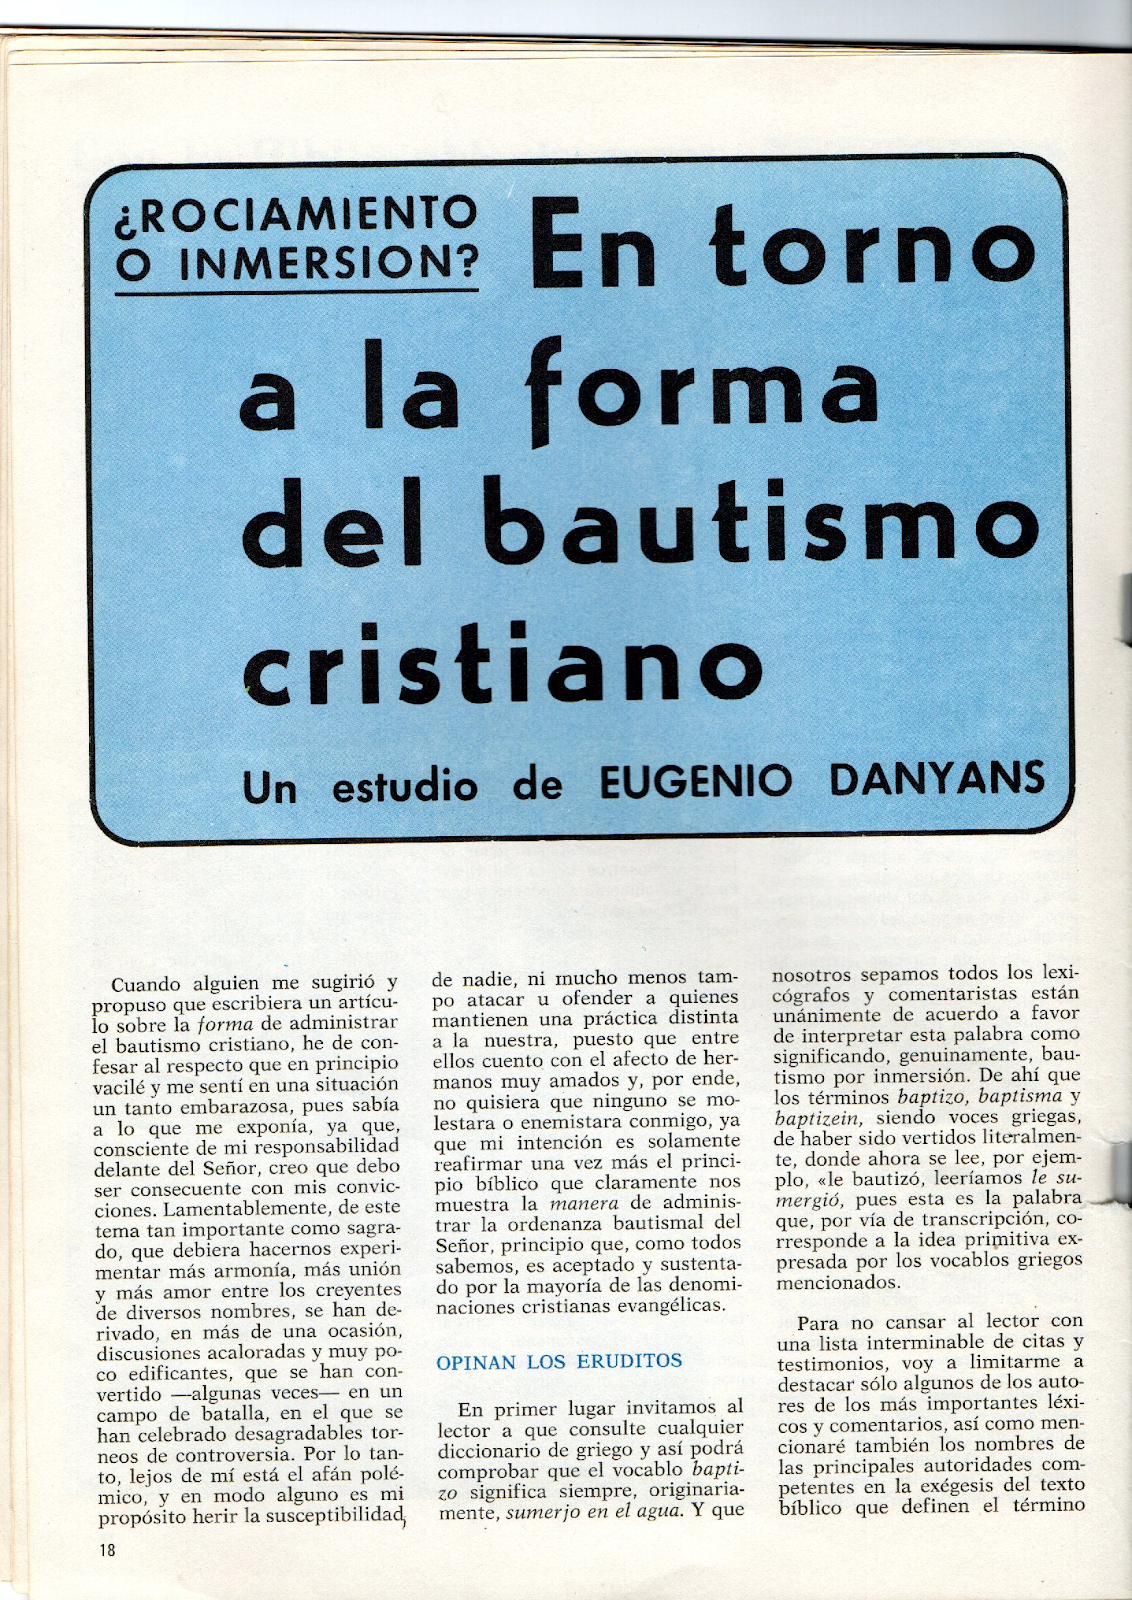 ¿ROCIAMIENTO
O INMERSION?
En torno
a la forma
del bautismo
cristiano
Un estudio de EUGENIO DANYANS
Cuando alguien me sugirió y
propuso que escribiera un artícu-
lo sobre la forma de administrar
el bautismo cristiano, he de con-
fesar al respecto que en principio
vacilé y me sentí en una situación
un tanto embarazosa, pues sabía
a lo que me exponía, ya que,
consciente de mi responsabilidad
delante del Señor, creo que debo
ser consecuente con mis convic-
ciones. Lamentablemente, de este
tema tan importante como sagra-
do, que debiera hacernos experi-
mentar más armonía, más unión
y más amor entre los creyentes
de diversos nombres, se han de-
rivado, en más de una ocasión,
discusiones acaloradas y muy po-
co edificantes, que se han con-
vertido —algunas veces— en un
campo de batalla, en el que se
han celebrado desagradables tor-
neos de controversia. Por lo tan-
to, lejos de mí está el afán polé-
mico, y en modo alguno es mi
propósito herir la susceptibilidad,
de nadie, ni mucho menos tam-
po atacar u ofender a quienes
mantienen una práctica distinta
a la nuestra, puesto que entre
ellos cuento con el afecto de her-
manos muy amados y, por ende,
no quisiera que ninguno se mo-
lestara o enemistara conmigo, ya
que mi intención es solamente
reafirmar una vez más el princi-
pio bíblico que claramente nos
muestra la manera de adminis-
trar la ordenanza bautismal del
Señor, principio que, como todos
sabemos, es aceptado y sustenta-
do por la mayoría de las denomi-
naciones cristianas evangélicas.
OPINAN LOS ERUDITOS
En primer lugar invitamos al
lector a que consulte cualquier
diccionario de griego y así podrá
comprobar que el vocablo bapti-
zo significa siempre, originaria-
mente, sumerjo en el agua. Y que
nosotros sepamos todos los lexi-
cógrafos y comentaristas están
unánimente de acuerdo a favor
de interpretar esta palabra como
significando, genuinamente, bau-
tismo por inmersión. De ahí que
los términos baptizo, baptisma y
baptizein, siendo voces griegas,
de haber sido vertidos literalmen-
te, donde ahora se lee, por ejem-
plo, «le bautizó, leeríamos le su-
mergió, pues esta es la palabra
que, por vía de transcripción, co-
rresponde a la idea primitiva ex-
presada por los vocablos griegos
mencionados.
Para no cansar al lector con
una lista interminable de citas y
testimonios, voy a limitarme a
destacar sólo algunos de los auto-
res de los más importantes léxi-
cos y comentarios, así como men-
cionaré también los nombres de
las principales autoridades com-
petentes en la exégesis del texto
bíblico que definen el término
18